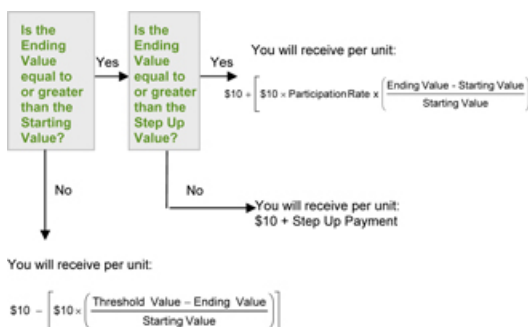 Is the
Ending
Value
equal to
or greater
than the
Starting
Value?
Yes
Is the
Ending
Value
equal to
or greater
than the
Step Up
Value?
Yes
You will receive per unit:
$10 + [ $10 × Participation Rate x ( Ending Value - Starting Value
Starting Value
No
No
You will receive per unit:
$10 + Step Up Payment
You will receive per unit:
$10 − [ $10 × ( Threshold Value − Ending Value ) ]
Starting Value